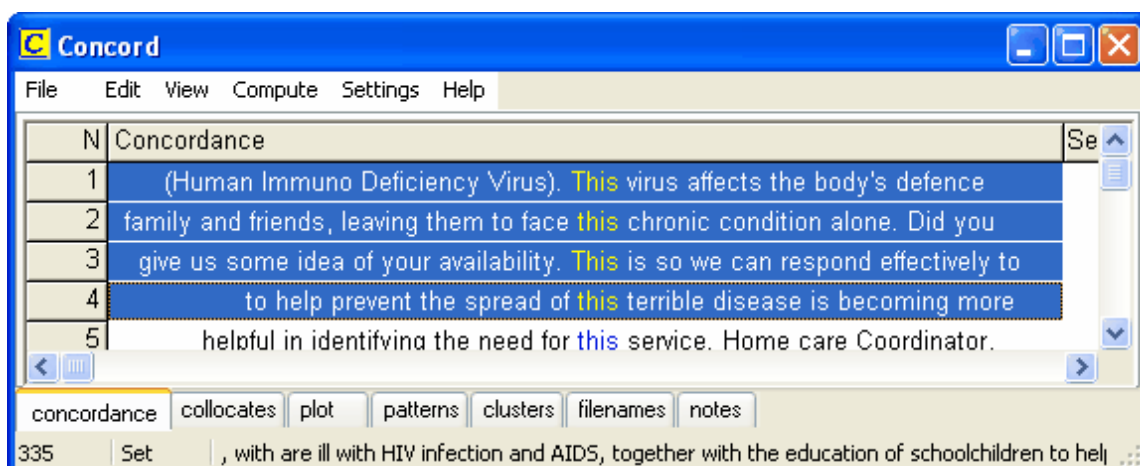 C Concord
File Edit View Compute Settings Help
N Concordance Se
1 (Human Immuno Deficiency Virus). This virus affects the body's defence
2 family and friends, leaving them to face this chronic condition alone. Did you
3 give us some idea of your availability. This is so we can respond effectively to
4 to help prevent the spread of this terrible disease is becoming more
5 helpful in identifying the need for this service. Home care Coordinator.
concordance collocates plot patterns clusters filenames notes
335 Set , with are ill with HIV infection and AIDS, together with the education of schoolchildren to help